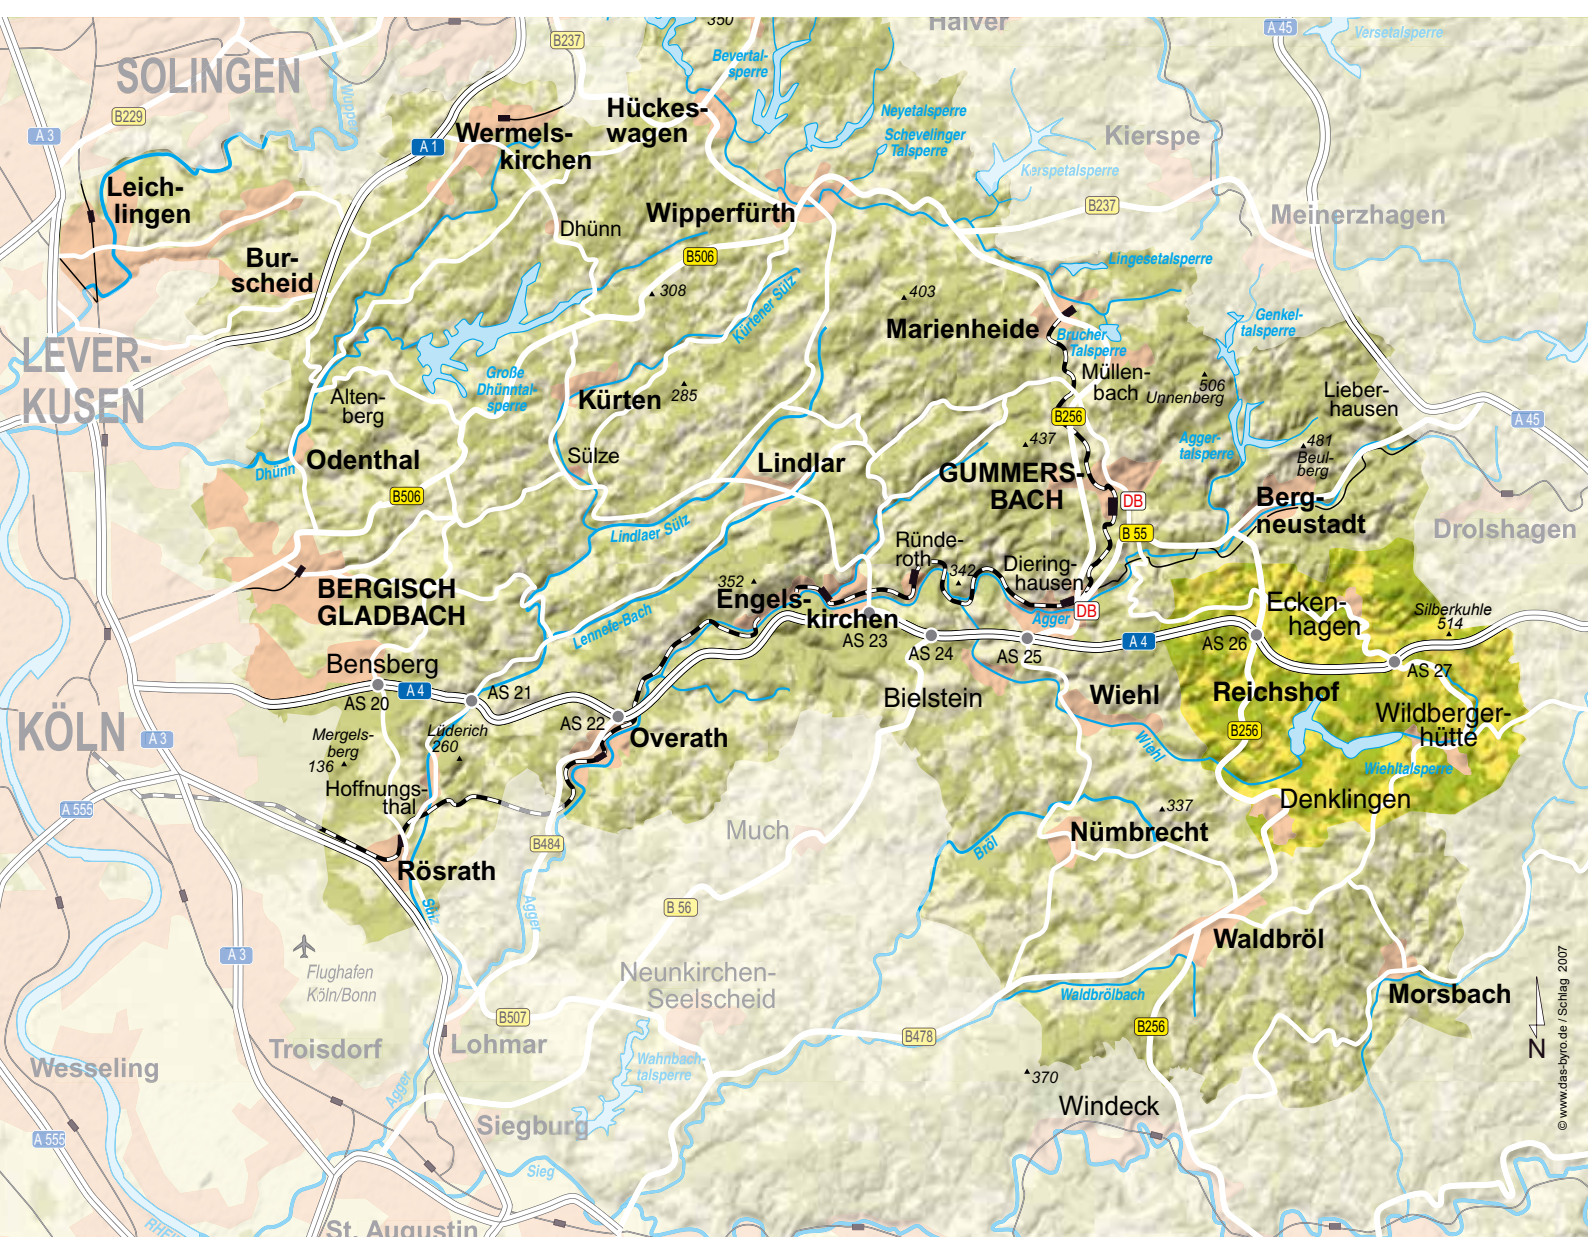 350
Halver
A 45
Versetalsperre
B237
Bevertal-
sperre
SOLINGEN
Wupper
Hückes-
wagen
Neyetalsperre
B229
A 3
Wermels-
kirchen
A 1
Schevelinger
Talsperre
Kierspe
Kerspetalsperre
Leich-
lingen
Wipperfürth
B237
Meinerzhagen
Dhünn
Bur-
scheid
B506
Lingesetalsperre
308
403
Kürtener Sülz
Marienheide
Brucher
Talsperre
Genkel-
talsperre
LEVER-
KUSEN
Große
Dhünntal-
sperre
Alten-
berg
Kürten
285
Müllen-
bach
506
Unnenberg
Lieber-
hausen
B256
A 45
437
Agger-
talsperre
481
Beul-
berg
Odenthal
Dhünn
Sülze
Lindlar
GUMMERS-
BACH
B506
DB
Berg-
neustadt
Drolshagen
Lindlaer Sülz
B 55
Ründe-
roth
342
Diering-
hausen
BERGISCH
GLADBACH
352
Engels-
kirchen
Lennefe-Bach
DB
Agger
Ecken-
hagen
Silberkuhle
514
AS 23
AS 24
AS 25
A 4
AS 26
AS 27
Bensberg
A 4
AS 20
AS 21
AS 22
Bielstein
Wiehl
Reichshof
Wildberger-
hütte
KÖLN
A 3
Mergels-
berg
136
Lüderich
260
Overath
Wiehl
B256
Wiehltalsperre
Hoffnungs-
thal
A 555
Denklingen
337
Much
Nümbrecht
Bröl
B484
Rösrath
Sülz
Agger
B 56
Waldbröl
A 3
Flughafen
Köln/Bonn
Neunkirchen-
Seelscheid
Waldbrölbach
Morsbach
B507
B256
B478
N
© www.das-byro.de / Schlag 2007
Troisdorf
Lohmar
Wesseling
Wahnbach-
talsperre
370
Agger
Windeck
Siegburg
A 555
Sieg
RHEIN
St. Augustin